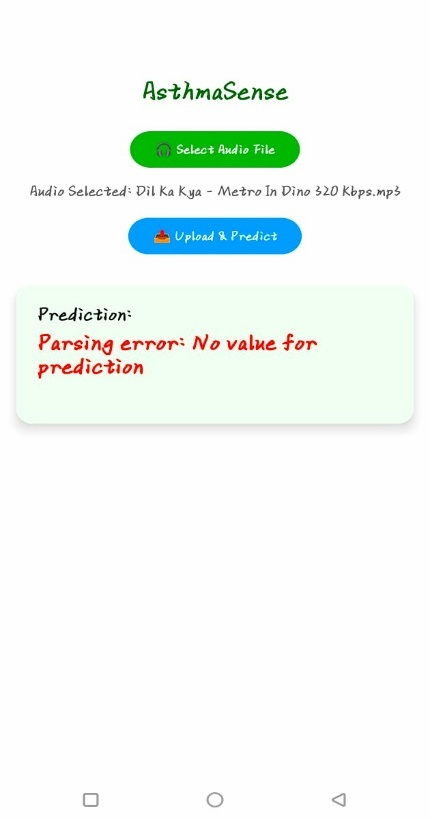 AsthmaSense
🎧 Select Audio File
Audio Selected: Dil Ka Kya - Metro In Dino 320 Kbps.mp3
📤 Upload & Predict
Prediction:
Parsing error: No value for
prediction